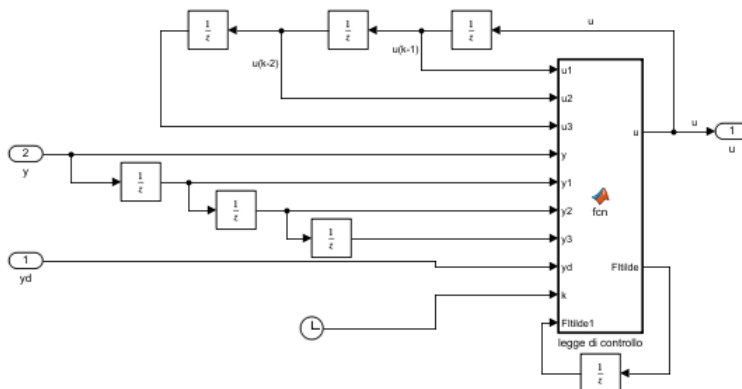 1
z
1
z
1
z
u
u(k-2)
u(k-1)
u1
u2
u3
u
u
1
u
2
y
y
1
z
y1
1
z
y2
fcn
1
z
y3
1
yd
yd
FItilde
k
FItilde1
legge di controllo
1
z